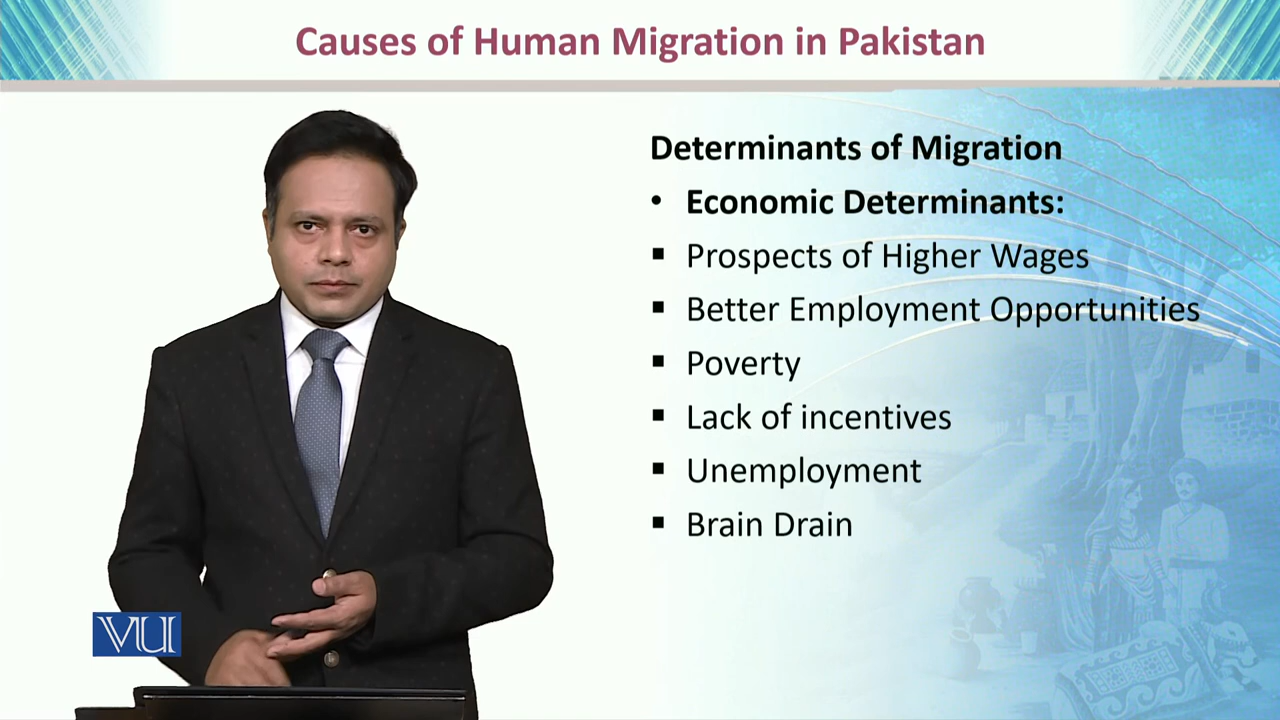 Causes of Human Migration in Pakistan
Determinants of Migration
• Economic Determinants:
▪ Prospects of Higher Wages
▪ Better Employment Opportunities
▪ Poverty
▪ Lack of incentives
▪ Unemployment
▪ Brain Drain
VU